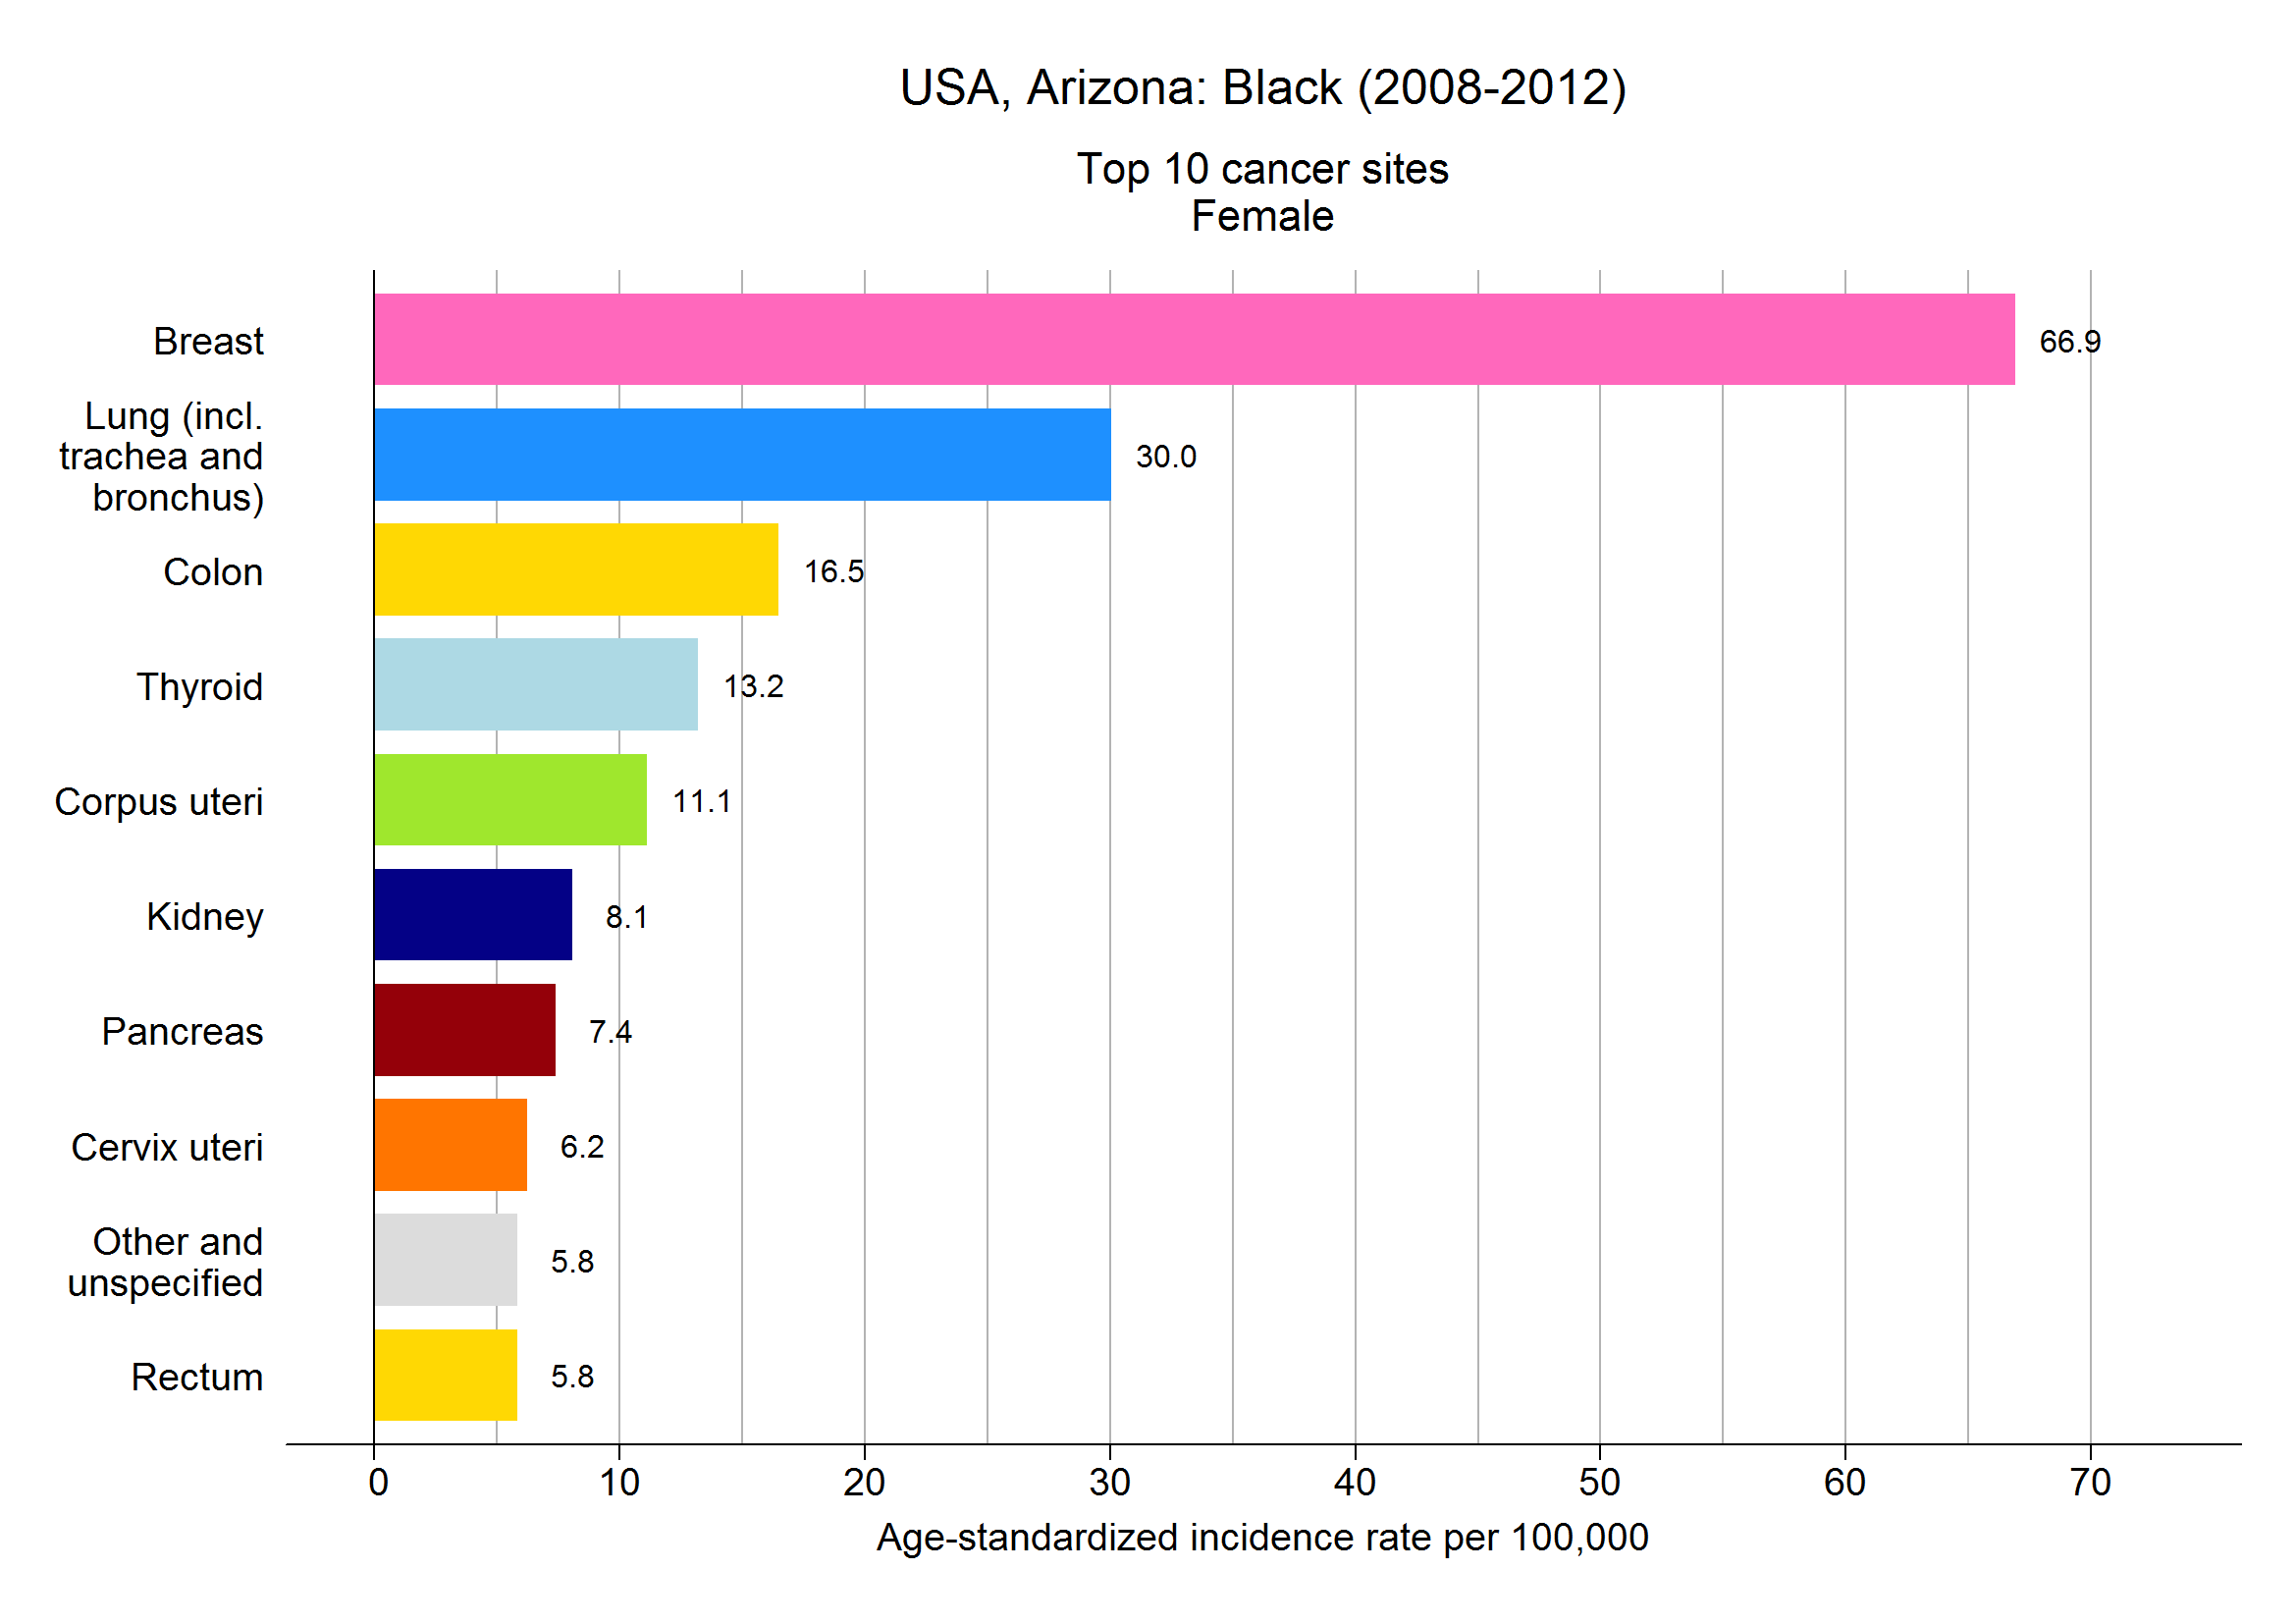 USA, Arizona: Black (2008-2012)
Top 10 cancer sites
Female
Breast
66.9
Lung (incl.
trachea and
bronchus)
30.0
Colon
16.5
Thyroid
13.2
Corpus uteri
11.1
Kidney
8.1
Pancreas
7.4
Cervix uteri
6.2
Other and
unspecified
5.8
Rectum
5.8
0 10 20 30 40 50 60 70
Age-standardized incidence rate per 100,000